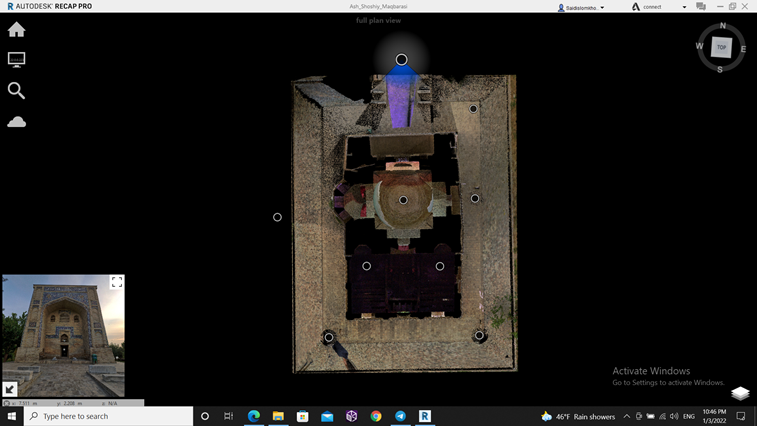 R AUTODESK RECAP PRO
Ash_Shoshiy_Maqbarasi
connect
full plan view
N
W
TOP
E
S
Activate Windows
Go to Settings to activate Windows.
Type here to search
46°F Rain showers
ENG
10:46 PM
1/3/2022